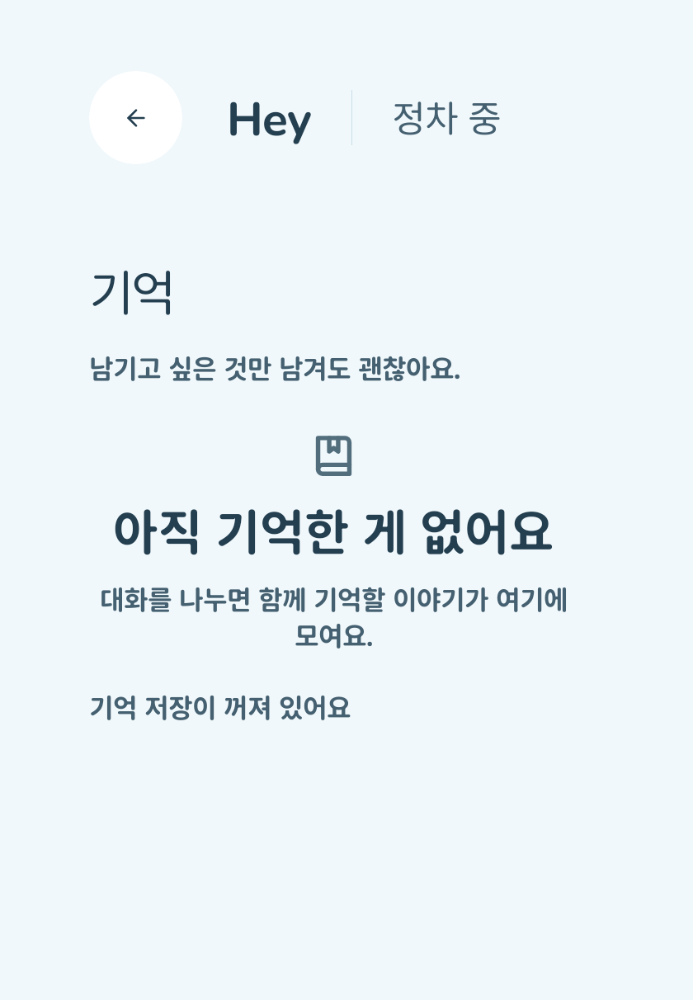 Hey
정차 중
기억
남기고 싶은 것만 남겨도 괜찮아요.
아직 기억한 게 없어요
대화를 나누면 함께 기억할 이야기가 여기에
모여요.
기억 저장이 꺼져 있어요